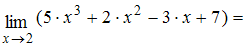 lim (5·x³ + 2·x² − 3·x + 7) =
x→2